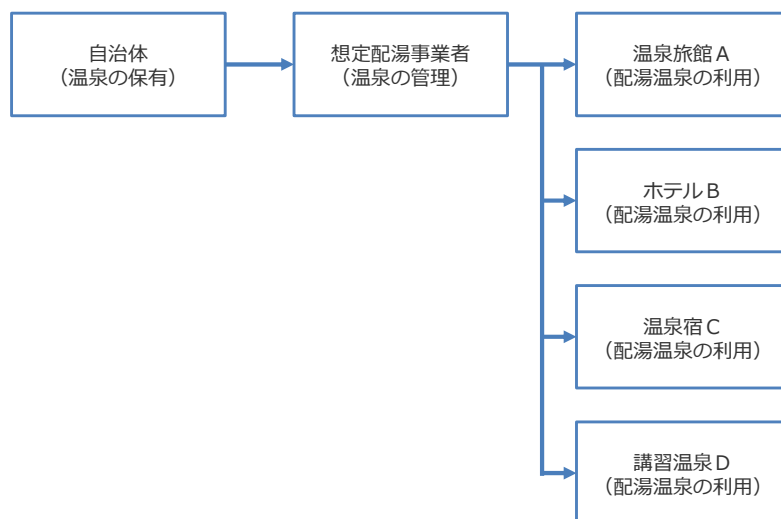 自治体
（温泉の保有）
想定配湯事業者
（温泉の管理）
温泉旅館Ａ
（配湯温泉の利用）
ホテルＢ
（配湯温泉の利用）
温泉宿Ｃ
（配湯温泉の利用）
講習温泉Ｄ
（配湯温泉の利用）